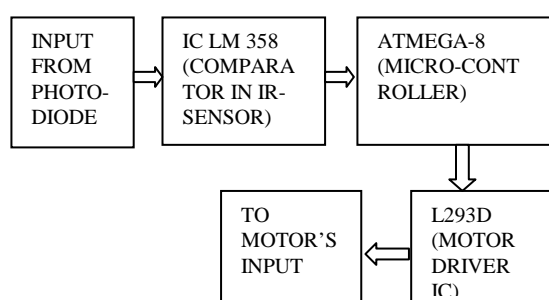 INPUT
FROM
PHOTO-
DIODE
IC LM 358
(COMPARA
TOR IN IR-
SENSOR)
ATMEGA-8
(MICRO-CONT
ROLLER)
L293D
(MOTOR
DRIVER
IC)
TO
MOTOR'S
INPUT